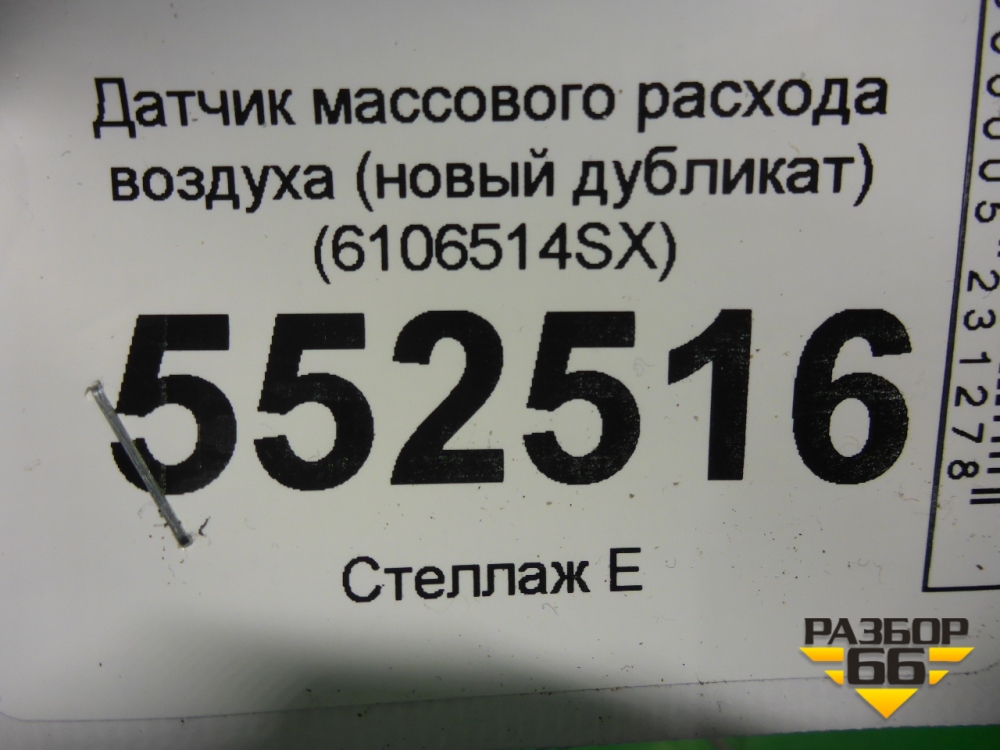 Датчик массового расхода
воздуха (новый дубликат)
(6106514SX)
552516
Стеллаж Е
РАЗБОР
66